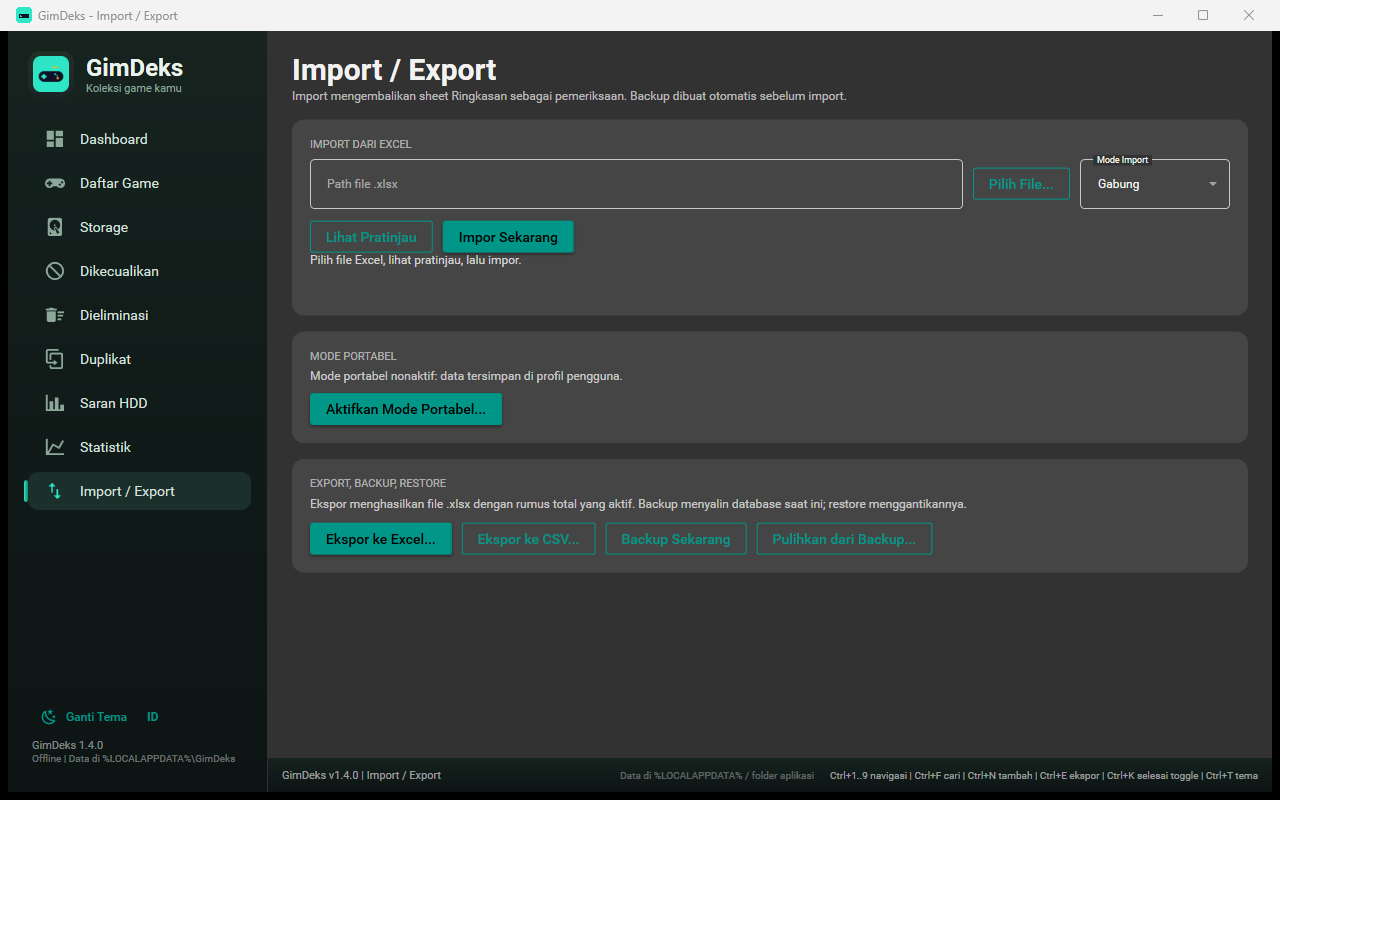 GimDeks - Import / Export
GimDeks
Koleksi game kamu
Dashboard
Daftar Game
Storage
Dikecualikan
Dieliminasi
Duplikat
Saran HDD
Statistik
Import / Export
Ganti Tema ID
GimDeks 1.4.0
Offline | Data di %LOCALAPPDATA%\GimDeks
Import / Export
Import mengembalikan sheet Ringkasan sebagai pemeriksaan. Backup dibuat otomatis sebelum import.
IMPORT DARI EXCEL
Path file .xlsx
Pilih File...
Mode Import
Gabung
Lihat Pratinjau
Impor Sekarang
Pilih file Excel, lihat pratinjau, lalu impor.
MODE PORTABEL
Mode portabel nonaktif: data tersimpan di profil pengguna.
Aktifkan Mode Portabel...
EXPORT, BACKUP, RESTORE
Ekspor menghasilkan file .xlsx dengan rumus total yang aktif. Backup menyalin database saat ini; restore menggantikannya.
Ekspor ke Excel...
Ekspor ke CSV...
Backup Sekarang
Pulihkan dari Backup...
GimDeks v1.4.0 | Import / Export
Data di %LOCALAPPDATA% / folder aplikasi
Ctrl+1..9 navigasi | Ctrl+F cari | Ctrl+N tambah | Ctrl+E ekspor | Ctrl+K selesai toggle | Ctrl+T tema